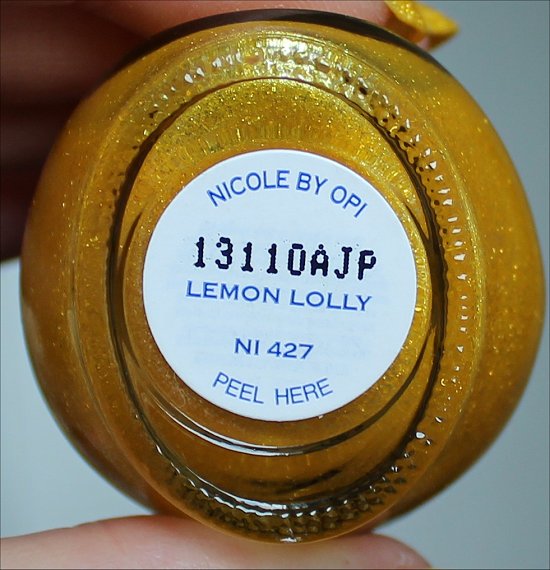 NICOLE BY OPI
13110AJP
LEMON LOLLY
NI 427
PEEL HERE